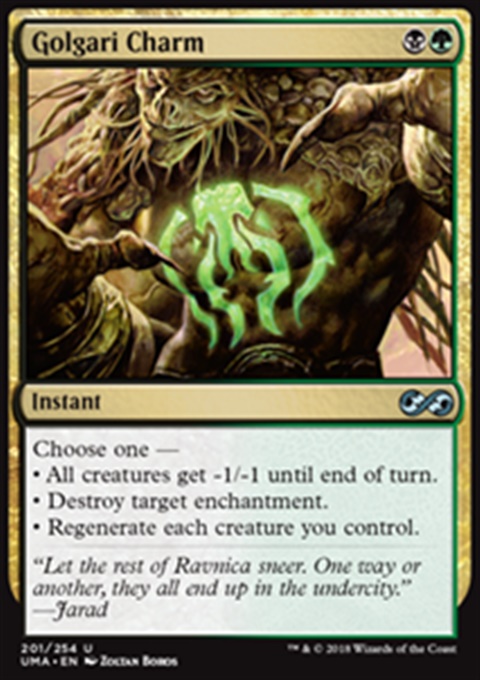 Golgari Charm
Instant
Choose one —
• All creatures get -1/-1 until end of turn.
• Destroy target enchantment.
• Regenerate each creature you control.
“Let the rest of Ravnica sneer. One way or
another, they all end up in the undercity.”
—Jarad
201/254 U
UMA • EN Zoltan Boros
™ & © 2018 Wizards of the Coast